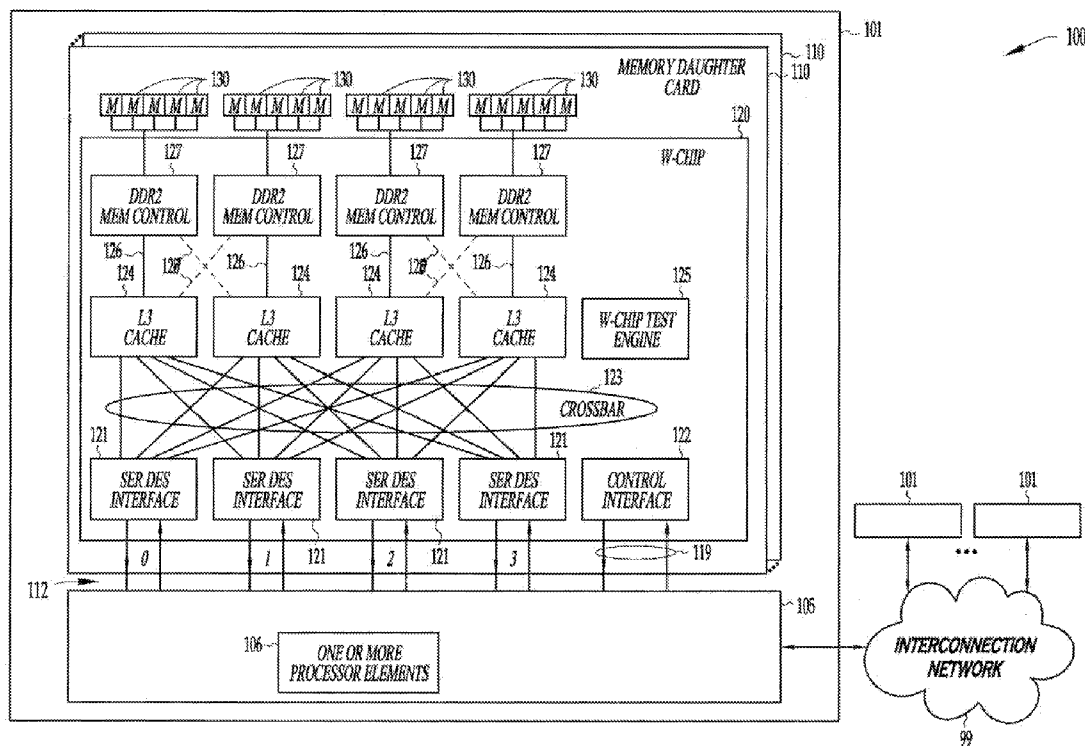 101
100
110
110
MEMORY DAUGHTER
CARD
130 130 130 130
M M M M M M M M M M M M M M M M M M M M
120
W-CHIP
127 127 127 127
DDR2
MEM CONTROL
DDR2
MEM CONTROL
DDR2
MEM CONTROL
DDR2
MEM CONTROL
126 126 126 126
124 124 124 124
125
L3
CACHE
L3
CACHE
L3
CACHE
L3
CACHE
W-CHIP TEST
ENGINE
123
CROSSBAR
121 121 122
SER DES
INTERFACE
SER DES
INTERFACE
SER DES
INTERFACE
SER DES
INTERFACE
CONTROL
INTERFACE
101 101
...
0 1 121 2 121 3 119
112
106
ONE OR MORE
PROCESSOR ELEMENTS
INTERCONNECTION
NETWORK
99